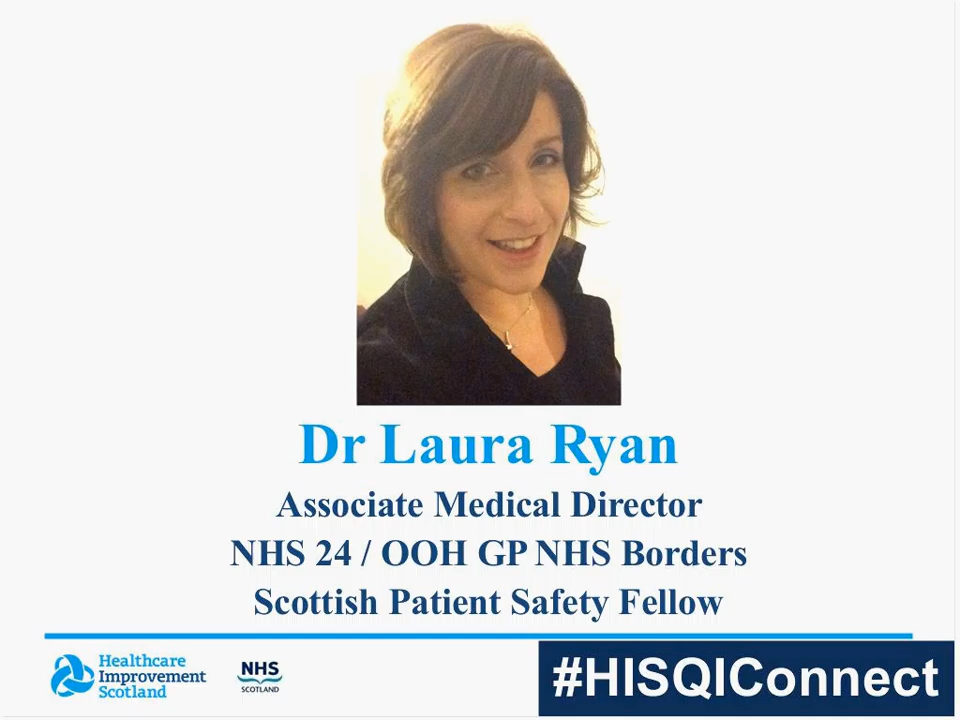 Dr Laura Ryan
Associate Medical Director
NHS 24 / OOH GP NHS Borders
Scottish Patient Safety Fellow
Healthcare
Improvement
Scotland
NHS
SCOTLAND
#HISQIConnect